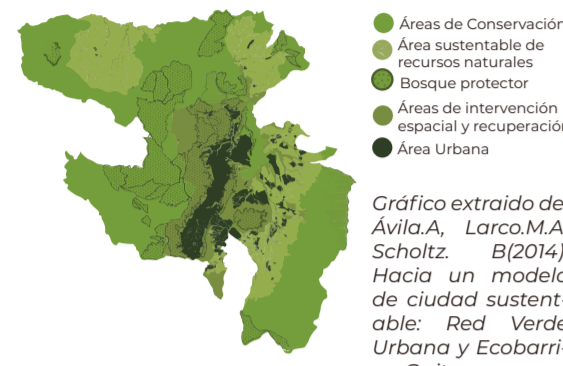 Áreas de Conservación
Área sustentable de
recursos naturales
Bosque protector
Áreas de intervención
espacial y recuperación
Área Urbana
Gráfico extraido de
Ávila.A, Larco.M.A
Scholtz. B(2014)
Hacia un modelo
de ciudad sustent-
able: Red Verde
Urbana y Ecobarri-